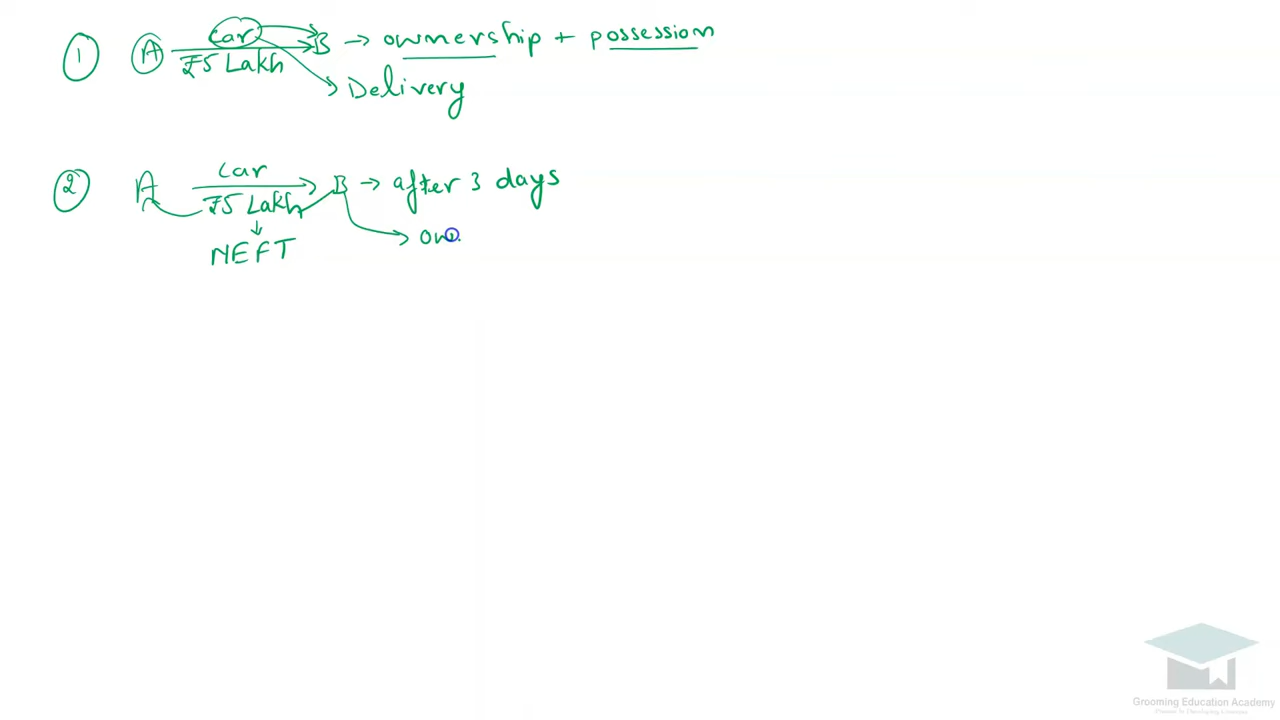 1 A car B → ownership + possession
₹5 Lakh
Delivery
2 A Car B → after 3 days
₹5 Lakh
NEFT
Grooming Education Academy